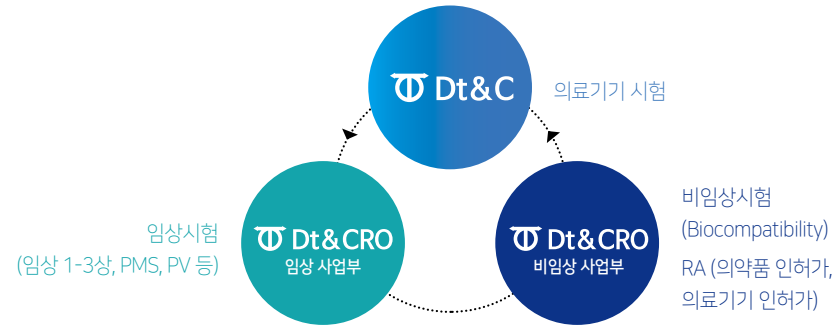 Dt&C
의료기기 시험
Dt&CRO
임상 사업부
임상시험
(임상 1-3상, PMS, PV 등)
Dt&CRO
비임상 사업부
비임상시험
(Biocompatibility)
RA (의약품 인허가,
의료기기 인허가)